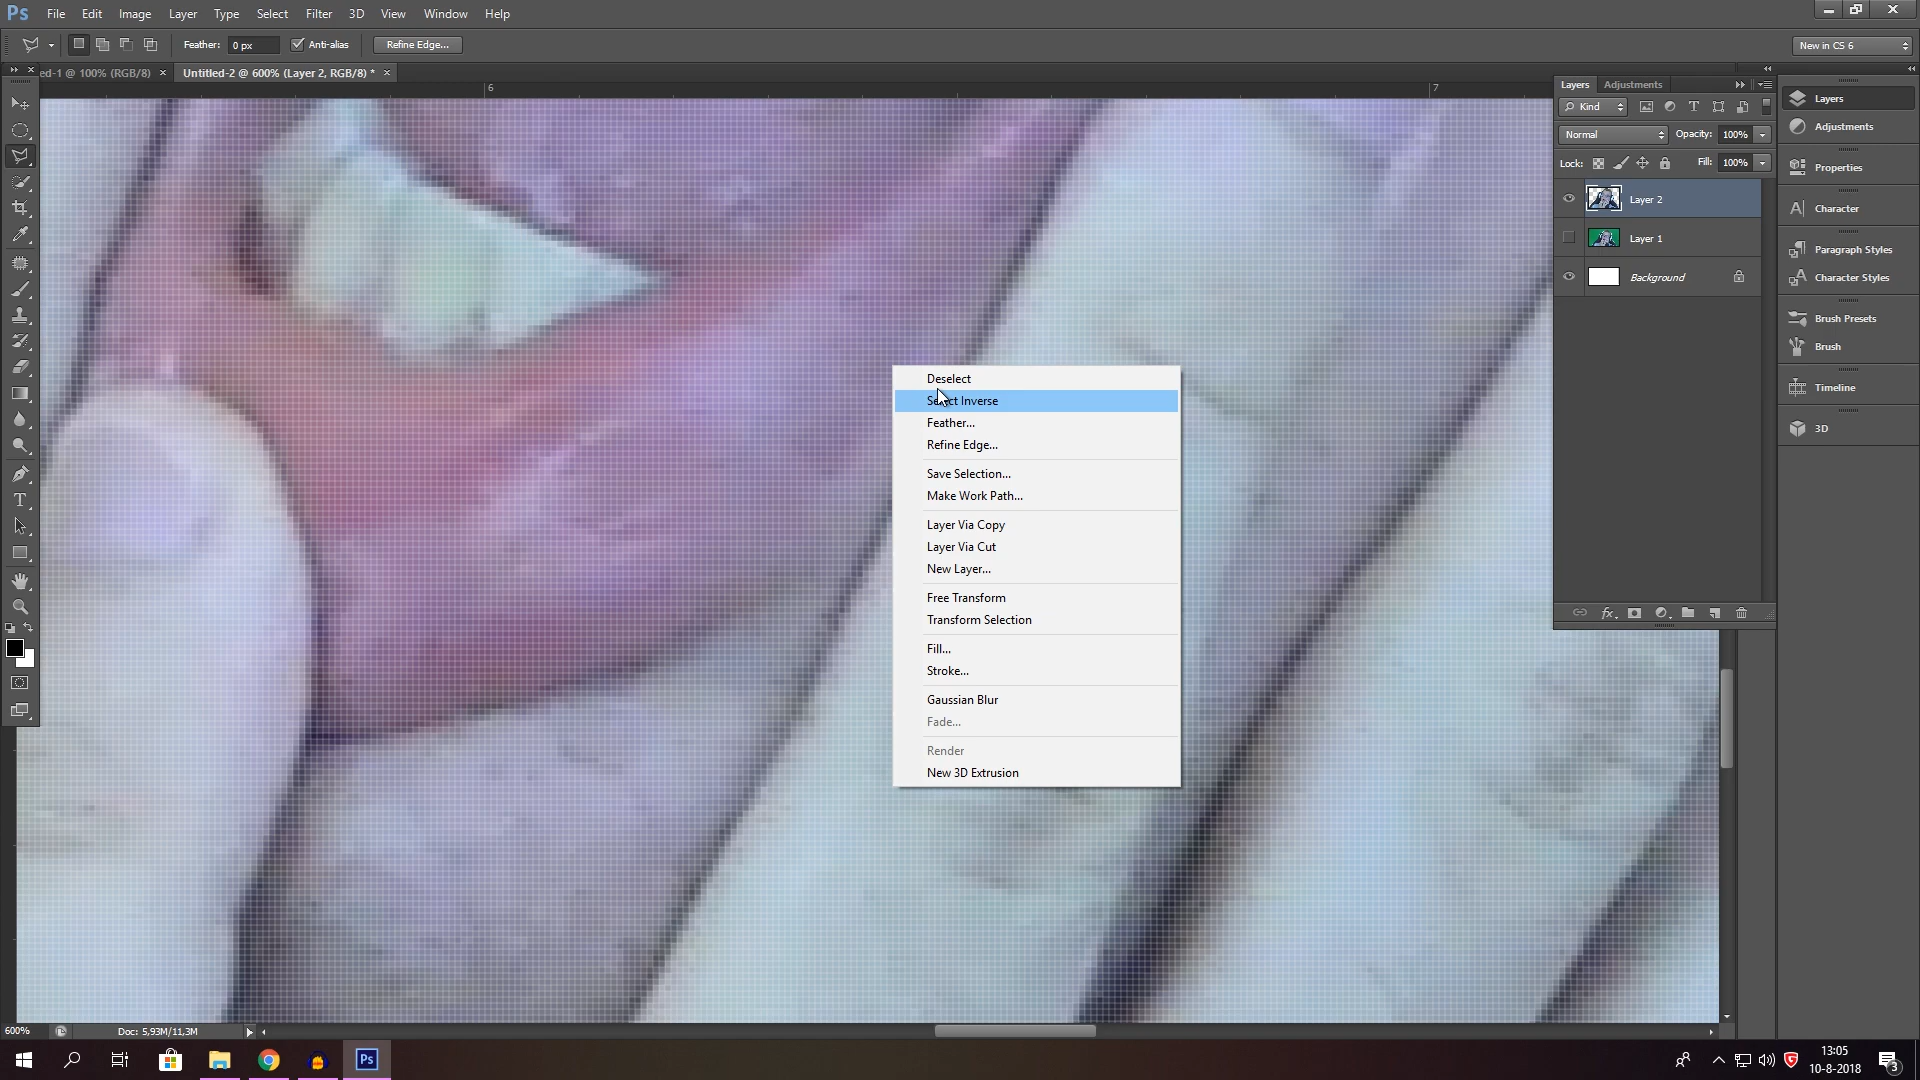 Ps File Edit Image Layer Type Select Filter 3D View Window Help
Feather: 0 px Anti-alias Refine Edge... New in CS 6
ed-1 @ 100% (RGB/8) × Untitled-2 @ 600% (Layer 2, RGB/8) * ×
6 7
Layers Adjustments
Kind
Normal Opacity: 100%
Lock: Fill: 100%
Layer 2
Layer 1
Background
fx
Layers
Adjustments
Properties
Character
Paragraph Styles
Character Styles
Brush Presets
Brush
Timeline
3D
Deselect
Select Inverse
Feather...
Refine Edge...
Save Selection...
Make Work Path...
Layer Via Copy
Layer Via Cut
New Layer...
Free Transform
Transform Selection
Fill...
Stroke...
Gaussian Blur
Fade...
Render
New 3D Extrusion
600% Doc: 5,93M/11,3M
Ps
13:05
10-8-2018
3